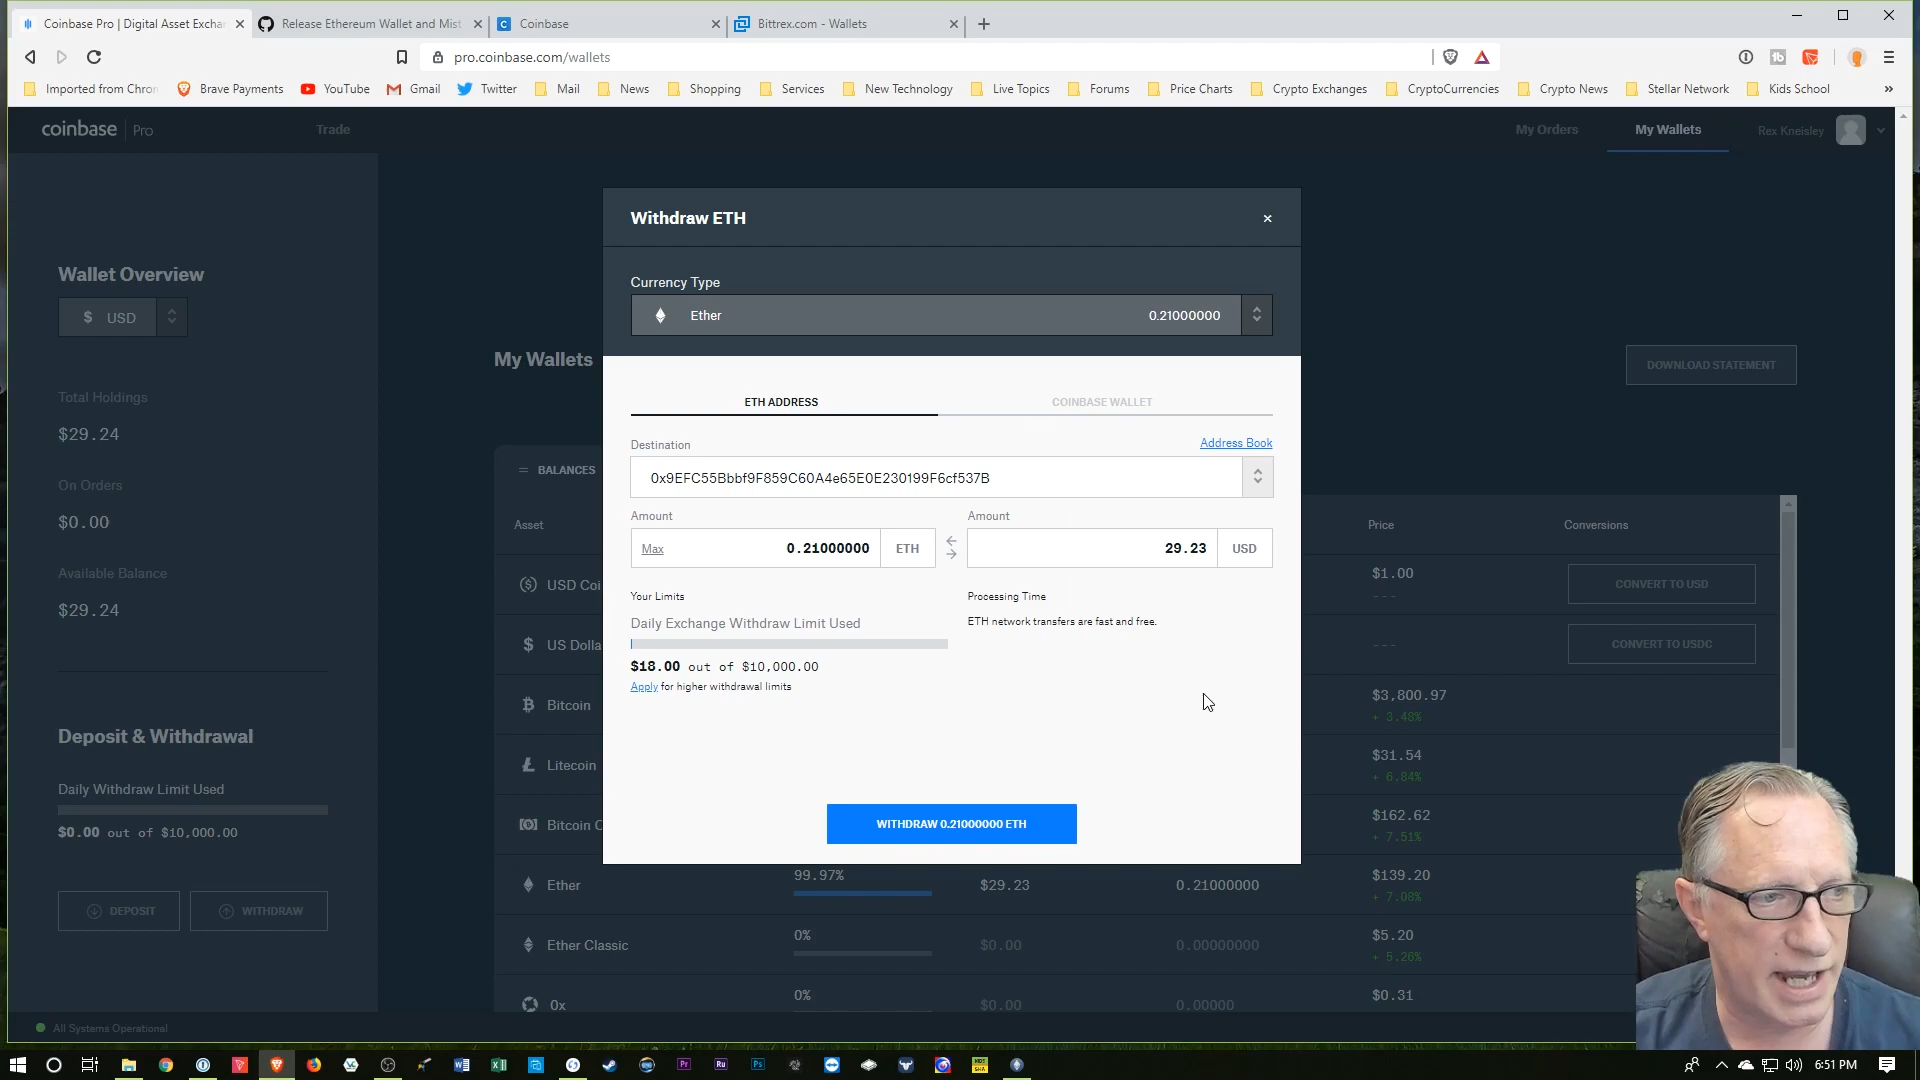 Coinbase Pro | Digital Asset Exchan
Release Ethereum Wallet and Mist
Coinbase
Bittrex.com - Wallets
pro.coinbase.com/wallets
Imported from Chron
Brave Payments
YouTube
Gmail
Twitter
Mail
News
Shopping
Services
New Technology
Live Topics
Forums
Price Charts
Crypto Exchanges
CryptoCurrencies
Crypto News
Stellar Network
Kids School
coinbase | Pro
Trade
My Orders
My Wallets
Rex Kneisley
Wallet Overview
$ USD
Total Holdings
$29.24
On Orders
$0.00
Available Balance
$29.24
Deposit & Withdrawal
Daily Withdraw Limit Used
$0.00 out of $10,000.00
DEPOSIT
WITHDRAW
All Systems Operational
My Wallets
DOWNLOAD STATEMENT
BALANCES
Asset
Price
Conversions
USD Coi
$1.00
---
CONVERT TO USD
US Dolla
---
CONVERT TO USDC
Bitcoin
$3,800.97
+ 3.48%
Litecoin
$31.54
+ 6.84%
Bitcoin C
$162.62
+ 7.51%
Ether
99.97%
$29.23
0.21000000
$139.20
+ 7.08%
Ether Classic
0%
$0.00
0.00000000
$5.20
+ 5.26%
0x
0%
$0.00
0.00000
$0.31
Withdraw ETH
×
Currency Type
Ether
0.21000000
ETH ADDRESS
COINBASE WALLET
Destination
Address Book
0x9EFC55Bbbf9F859C60A4e65E0E230199F6cf537B
Amount
Amount
Max
0.21000000
ETH
29.23
USD
Your Limits
Processing Time
Daily Exchange Withdraw Limit Used
ETH network transfers are fast and free.
$18.00 out of $10,000.00
Apply for higher withdrawal limits
WITHDRAW 0.21000000 ETH
6:51 PM